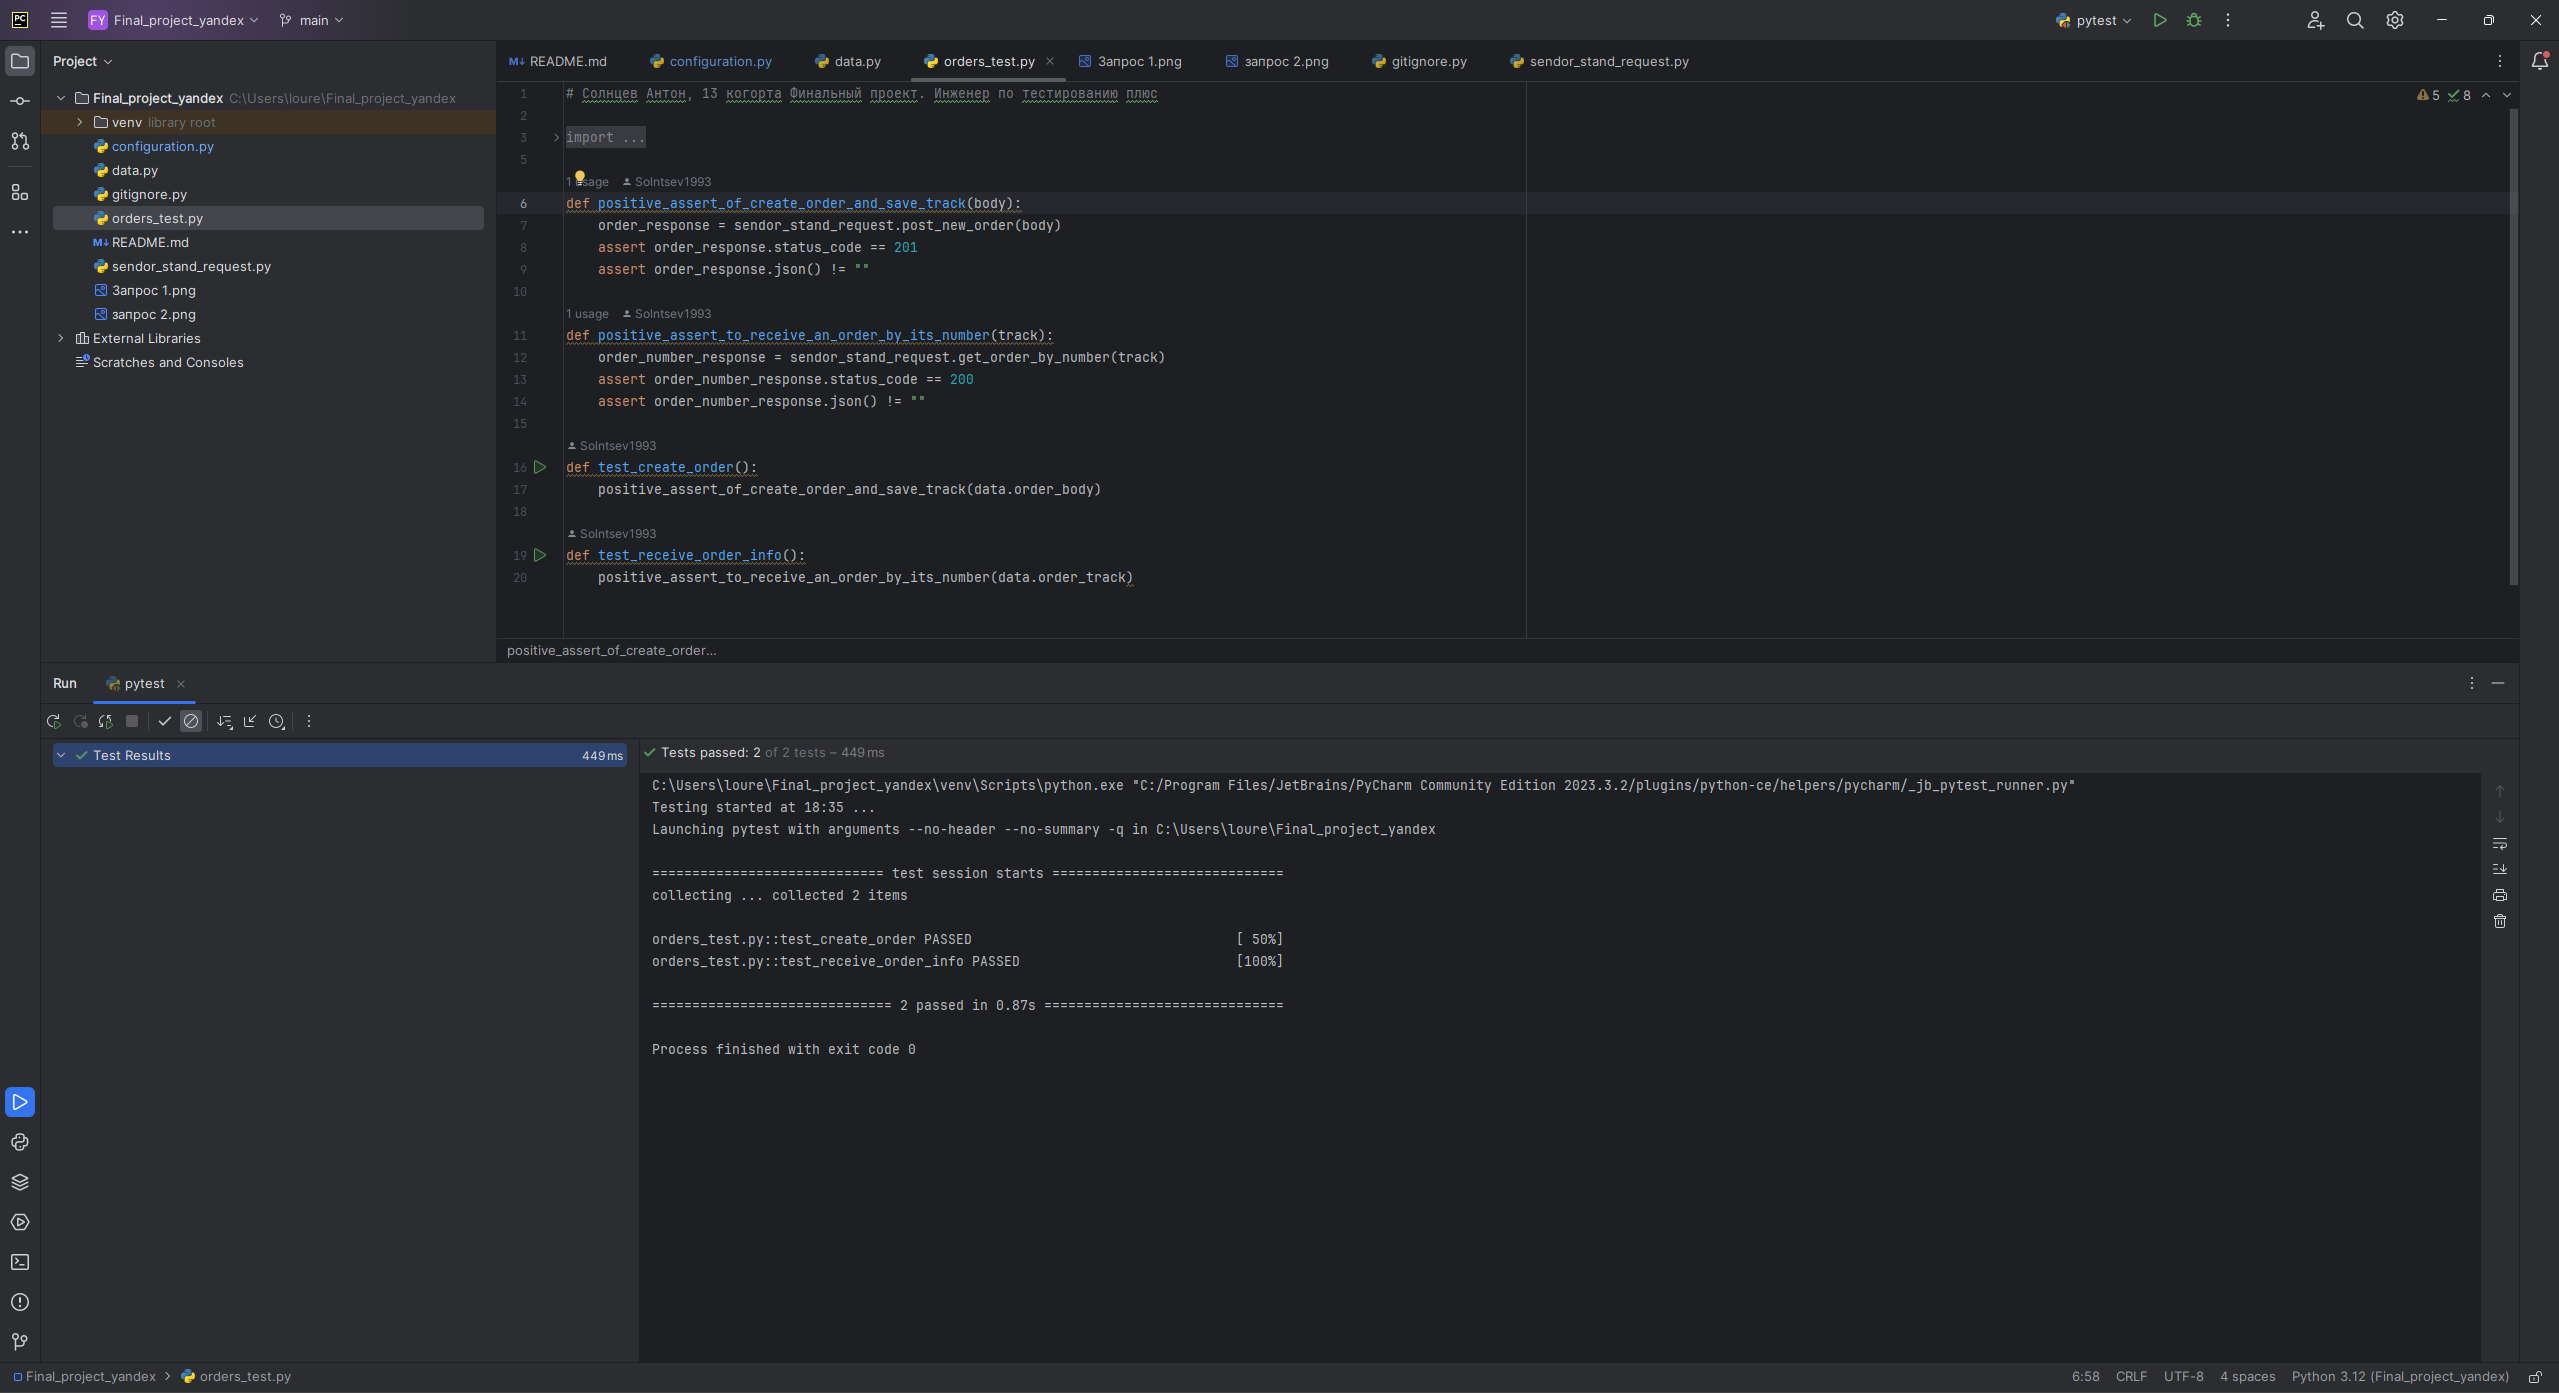 PC FY Final_project_yandex main pytest
Project
README.md configuration.py data.py orders_test.py Запрос 1.png запрос 2.png gitignore.py sendor_stand_request.py
Final_project_yandex C:\Users\loure\Final_project_yandex
venv library root
configuration.py
data.py
gitignore.py
orders_test.py
README.md
sendor_stand_request.py
Запрос 1.png
запрос 2.png
External Libraries
Scratches and Consoles
5 8
1 # Солнцев Антон, 13 когорта Финальный проект. Инженер по тестированию плюс
2
3 import ...
5
1 usage Solntsev1993
6 def positive_assert_of_create_order_and_save_track(body):
7 order_response = sendor_stand_request.post_new_order(body)
8 assert order_response.status_code == 201
9 assert order_response.json() != ""
10
1 usage Solntsev1993
11 def positive_assert_to_receive_an_order_by_its_number(track):
12 order_number_response = sendor_stand_request.get_order_by_number(track)
13 assert order_number_response.status_code == 200
14 assert order_number_response.json() != ""
15
Solntsev1993
16 def test_create_order():
17 positive_assert_of_create_order_and_save_track(data.order_body)
18
Solntsev1993
19 def test_receive_order_info():
20 positive_assert_to_receive_an_order_by_its_number(data.order_track)
positive_assert_of_create_order...
Run pytest
Test Results 449 ms
Tests passed: 2 of 2 tests – 449 ms
C:\Users\loure\Final_project_yandex\venv\Scripts\python.exe "C:/Program Files/JetBrains/PyCharm Community Edition 2023.3.2/plugins/python-ce/helpers/pycharm/_jb_pytest_runner.py"
Testing started at 18:35 ...
Launching pytest with arguments --no-header --no-summary -q in C:\Users\loure\Final_project_yandex
============================= test session starts =============================
collecting ... collected 2 items
orders_test.py::test_create_order PASSED [ 50%]
orders_test.py::test_receive_order_info PASSED [100%]
============================== 2 passed in 0.87s ==============================
Process finished with exit code 0
Final_project_yandex > orders_test.py 6:58 CRLF UTF-8 4 spaces Python 3.12 (Final_project_yandex)